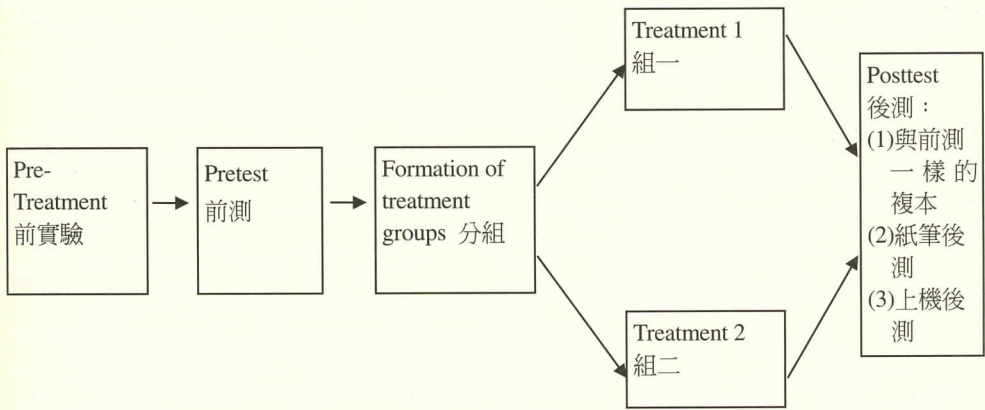 Pre-
Treatment
前實驗
Pretest
前測
Formation of
treatment
groups 分組
Treatment 1
組一
Treatment 2
組二
Posttest
後測：
(1)與前測
一樣的
複本
(2)紙筆後
測
(3)上機後
測